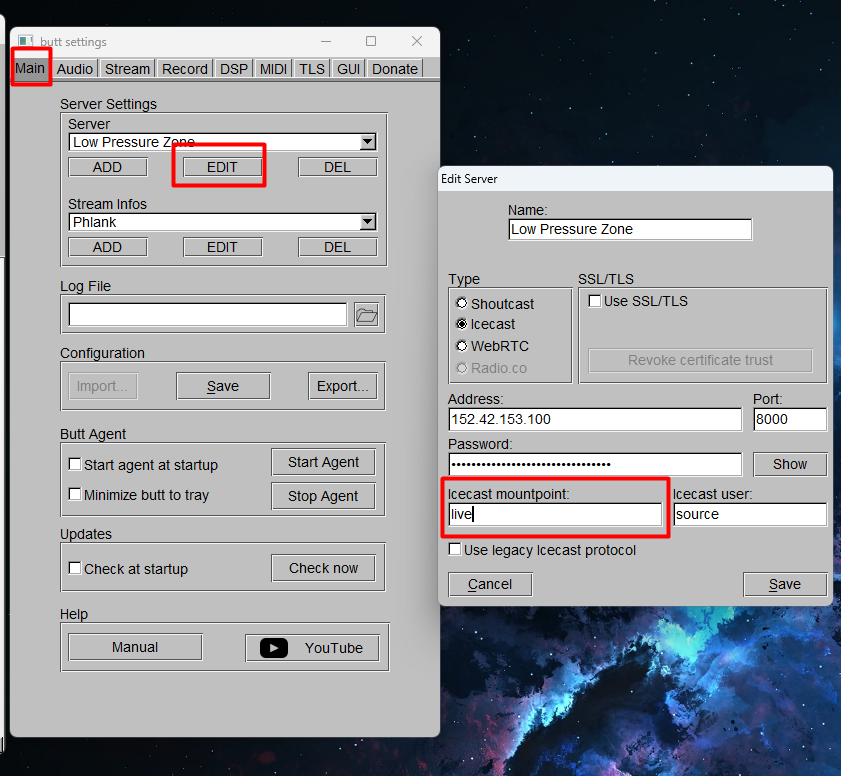 butt settings
Main Audio Stream Record DSP MIDI TLS GUI Donate
Server Settings
Server
Low Pressure Zone
ADD EDIT DEL
Stream Infos
Phlank
ADD EDIT DEL
Log File
Configuration
Import... Save Export...
Butt Agent
Start agent at startup Start Agent
Minimize butt to tray Stop Agent
Updates
Check at startup Check now
Help
Manual YouTube
Edit Server
Name:
Low Pressure Zone
Type SSL/TLS
Shoutcast Use SSL/TLS
Icecast
WebRTC
Radio.co Revoke certificate trust
Address: Port:
152.42.153.100 8000
Password:
Show
Icecast mountpoint: Icecast user:
live source
Use legacy Icecast protocol
Cancel Save